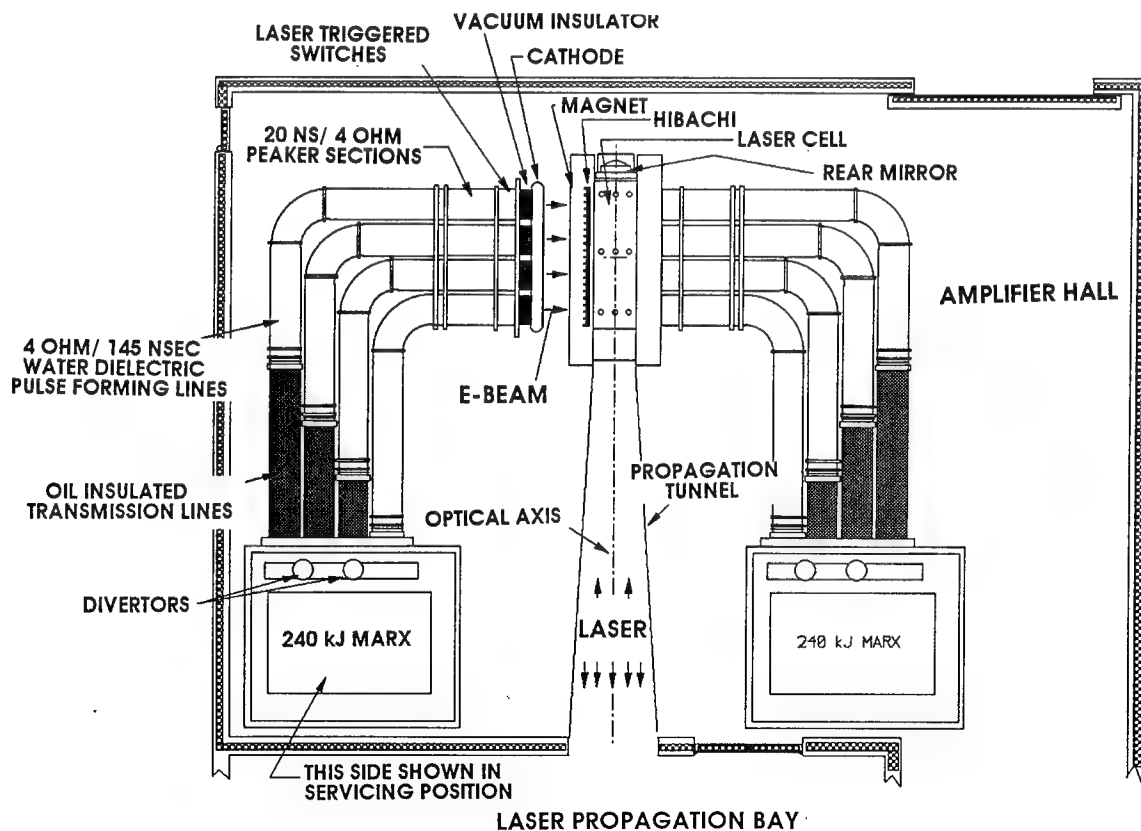 VACUUM INSULATOR
LASER TRIGGERED
SWITCHES
CATHODE
MAGNET
HIBACHI
20 NS/ 4 OHM
PEAKER SECTIONS
LASER CELL
REAR MIRROR
AMPLIFIER HALL
4 OHM/ 145 NSEC
WATER DIELECTRIC
PULSE FORMING LINES
E-BEAM
OIL INSULATED
TRANSMISSION LINES
PROPAGATION
TUNNEL
OPTICAL AXIS
DIVERTORS
LASER
240 kJ MARX
240 kJ MARX
THIS SIDE SHOWN IN
SERVICING POSITION
LASER PROPAGATION BAY